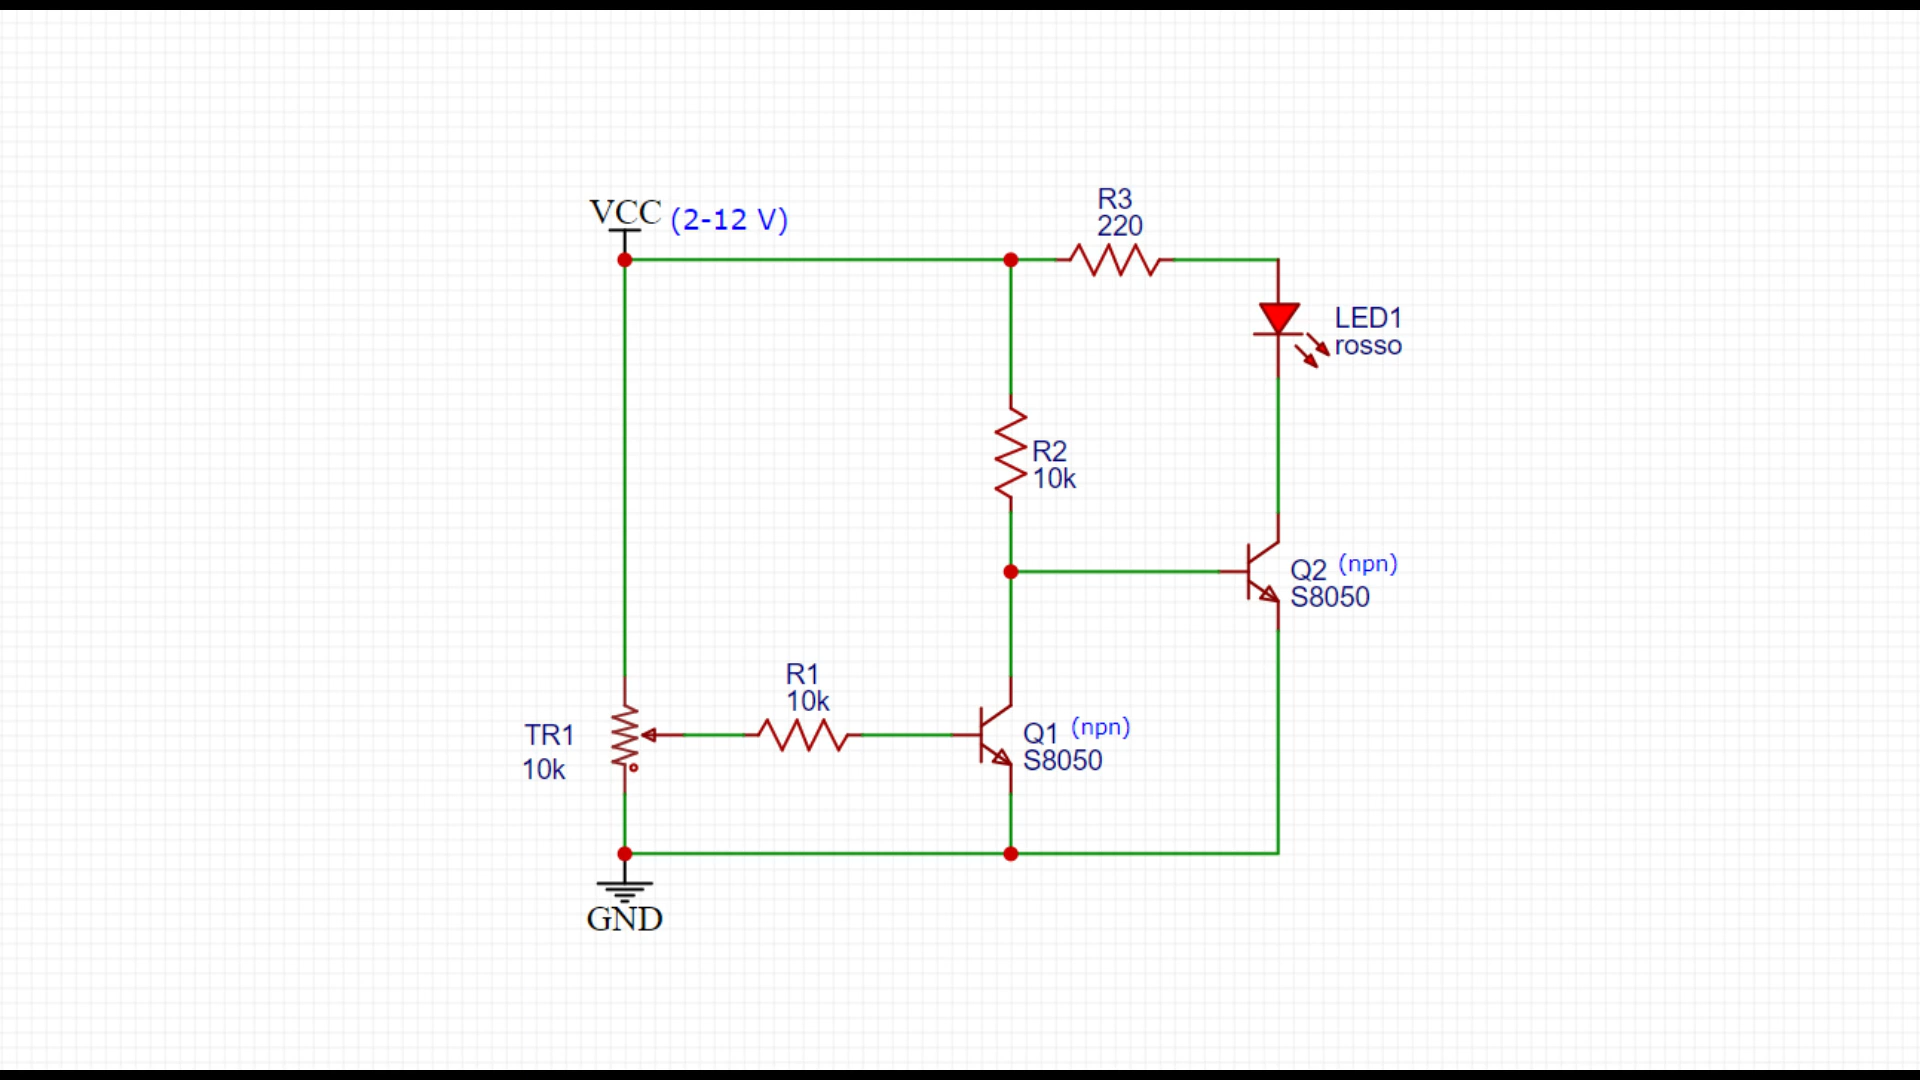 VCC (2-12 V)
R3
220
LED1
rosso
R2
10k
Q2 (npn)
S8050
R1
10k
TR1
10k
Q1 (npn)
S8050
GND